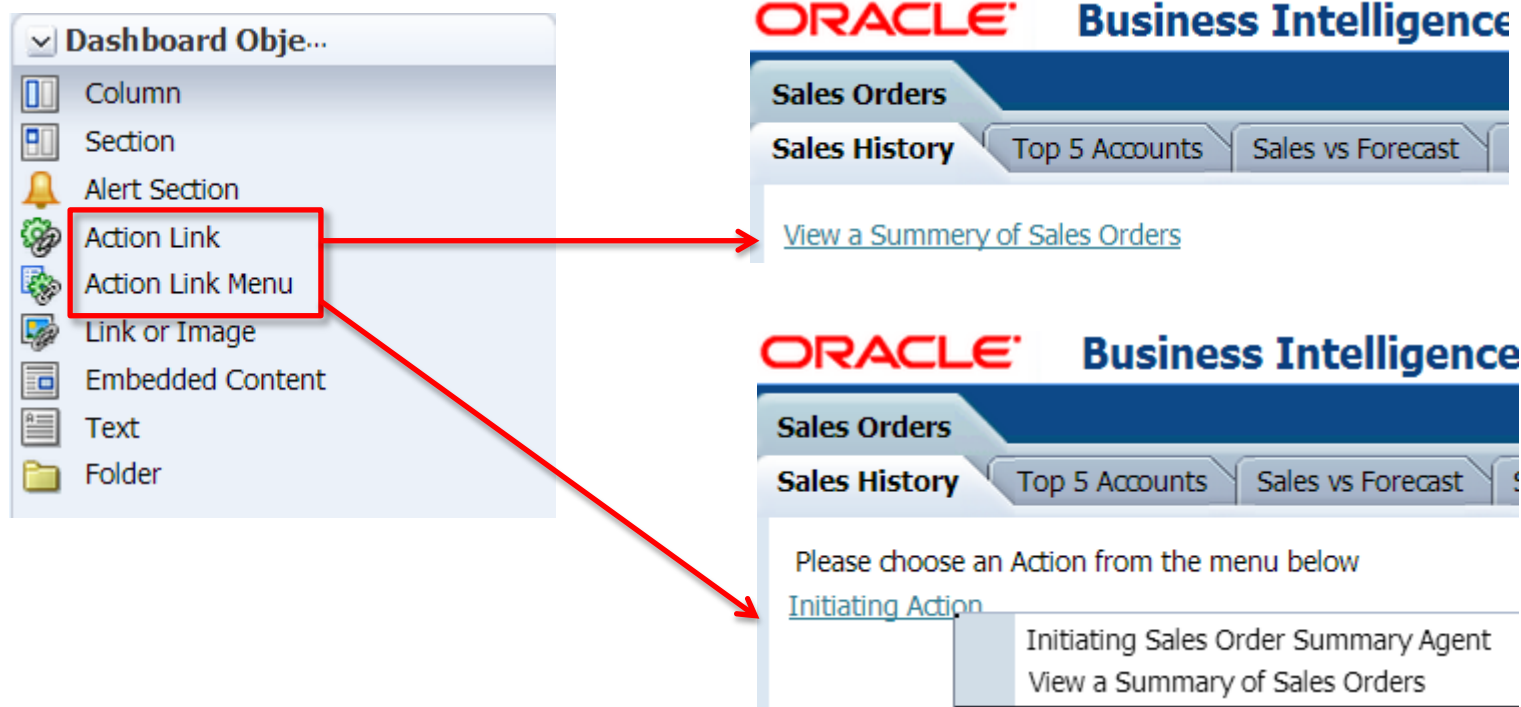 Dashboard Obje...
Column
Section
Alert Section
Action Link
Action Link Menu
Link or Image
Embedded Content
Text
Folder
ORACLE Business Intelligence
Sales Orders
Sales History Top 5 Accounts Sales vs Forecast
View a Summery of Sales Orders
ORACLE Business Intelligence
Sales Orders
Sales History Top 5 Accounts Sales vs Forecast S
Please choose an Action from the menu below
Initiating Action
Initiating Sales Order Summary Agent
View a Summary of Sales Orders